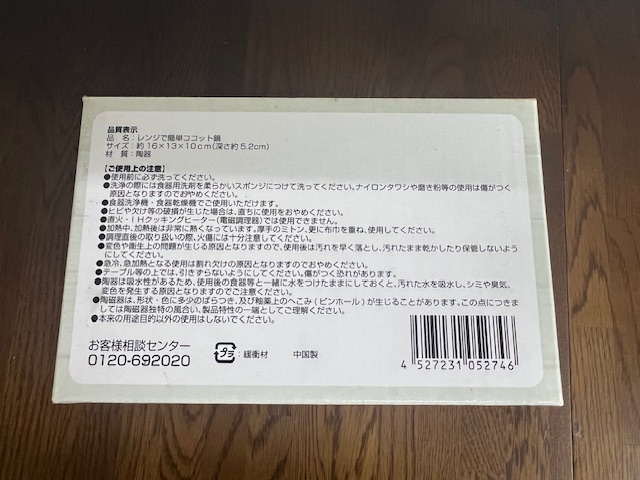 品質表示
品 名:レンジで簡単ココット鍋
サイズ:約16×13×10cm(深さ約5.2cm)
材 質:陶器
【ご使用上の注意】
●使用前に必ず洗ってください。
●洗浄の際には食器用洗剤を柔らかいスポンジにつけて洗ってください。ナイロンタワシや磨き粉等の使用は傷がつく
原因となりますのでおやめください。
●食器洗浄機・食器乾燥機でご使用いただけます。
●ヒビや欠け等の破損が生じた場合は、直ちに使用をおやめください。
●直火・IHクッキングヒーター(電磁調理器)では使用できません。
●加熱中、加熱後は非常に熱くなっています。厚手のミトン、更に布巾を重ね、使用してください。
●調理直後の取り扱いの際、火傷には十分注意してください。
●変色や衛生上の問題が生じる原因となりますので、使用後は汚れを早く落とし、汚れたまま乾かしたり保管しないよう
にしてください。
●急冷、急加熱となる使用は割れ欠けの原因となりますのでおやめください。
●テーブル等の上では、引きずらないようにしてください。傷がつく恐れがあります。
●陶器は吸水性があるため、使用後の食器等と一緒に水をつけたままにしておくと、汚れた水を吸水し、シミや臭気、
変色を発生する原因となりますのでご注意ください。
●陶磁器は、形状・色に多少のばらつき、及び釉薬上のへこみ(ピンホール)が生じることがあります。この点につきま
しては陶磁器独特の風合い、製品特性の一端としてご理解ください。
●本来の用途目的以外の使用はしないでください。
お客様相談センター
0120-692020
プラ:緩衝材 中国製
4 527231 052746